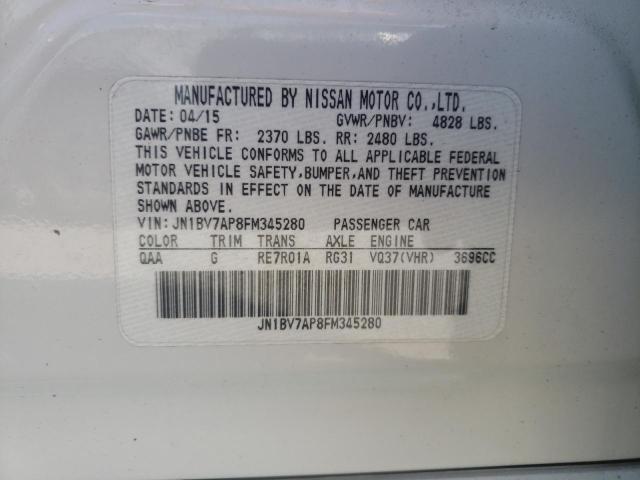 MANUFACTURED BY NISSAN MOTOR CO.,LTD.
DATE: 04/15 GVWR/PNBV: 4828 LBS.
GAWR/PNBE FR: 2370 LBS. RR: 2480 LBS.
THIS VEHICLE CONFORMS TO ALL APPLICABLE FEDERAL
MOTOR VEHICLE SAFETY,BUMPER,AND THEFT PREVENTION
STANDARDS IN EFFECT ON THE DATE OF MANUFACTURE
SHOWN ABOVE.
VIN: JN1BV7AP8FM345280 PASSENGER CAR
COLOR TRIM TRANS AXLE ENGINE
QAA G RE7R01A RG31 VQ37(VHR) 3696CC
JN1BV7AP8FM345280